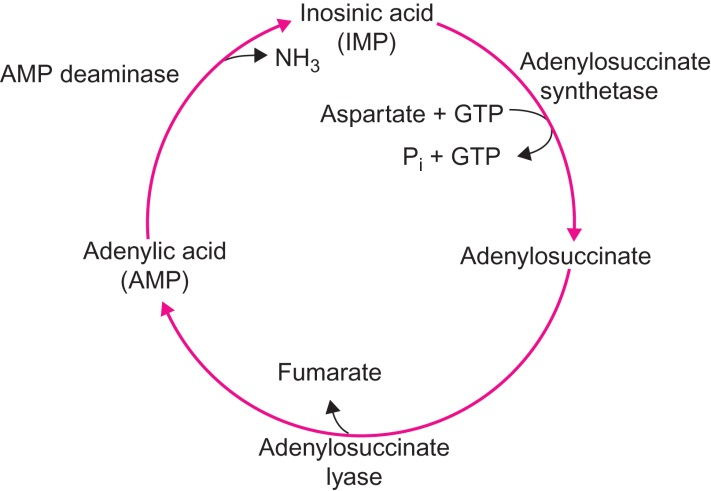 Inosinic acid
(IMP)
NH3
AMP deaminase
Adenylosuccinate
synthetase
Aspartate + GTP
Pi + GTP
Adenylosuccinate
Adenylic acid
(AMP)
Fumarate
Adenylosuccinate
lyase